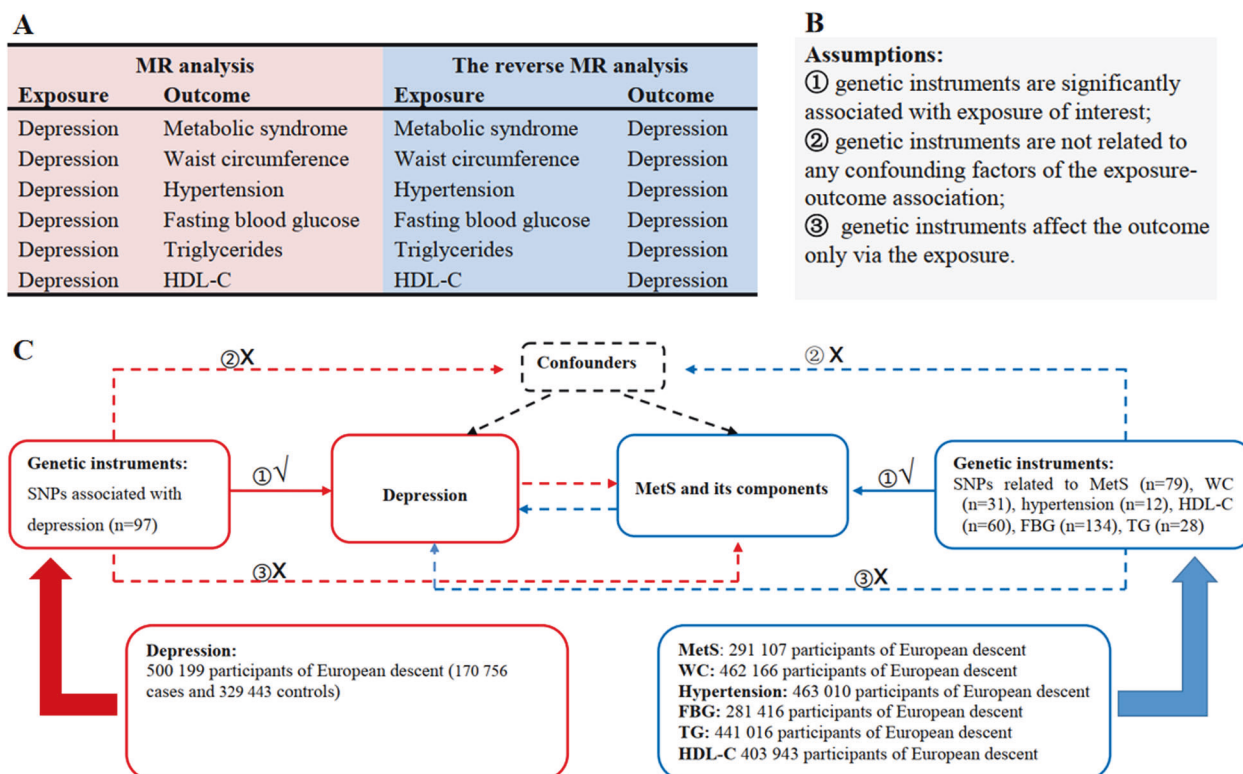 A
MR analysis The reverse MR analysis
Exposure Outcome Exposure Outcome
Depression Metabolic syndrome Metabolic syndrome Depression
Depression Waist circumference Waist circumference Depression
Depression Hypertension Hypertension Depression
Depression Fasting blood glucose Fasting blood glucose Depression
Depression Triglycerides Triglycerides Depression
Depression HDL-C HDL-C Depression
B
Assumptions:
① genetic instruments are significantly
associated with exposure of interest;
② genetic instruments are not related to
any confounding factors of the exposure-
outcome association;
③ genetic instruments affect the outcome
only via the exposure.
C
②X
Confounders
② X
Genetic instruments:
SNPs associated with
depression (n=97)
①√
Depression
MetS and its components
①√
Genetic instruments:
SNPs related to MetS (n=79), WC
(n=31), hypertension (n=12), HDL-C
(n=60), FBG (n=134), TG (n=28)
③X
③X
Depression:
500 199 participants of European descent (170 756
cases and 329 443 controls)
MetS: 291 107 participants of European descent
WC: 462 166 participants of European descent
Hypertension: 463 010 participants of European descent
FBG: 281 416 participants of European descent
TG: 441 016 participants of European descent
HDL-C 403 943 participants of European descent